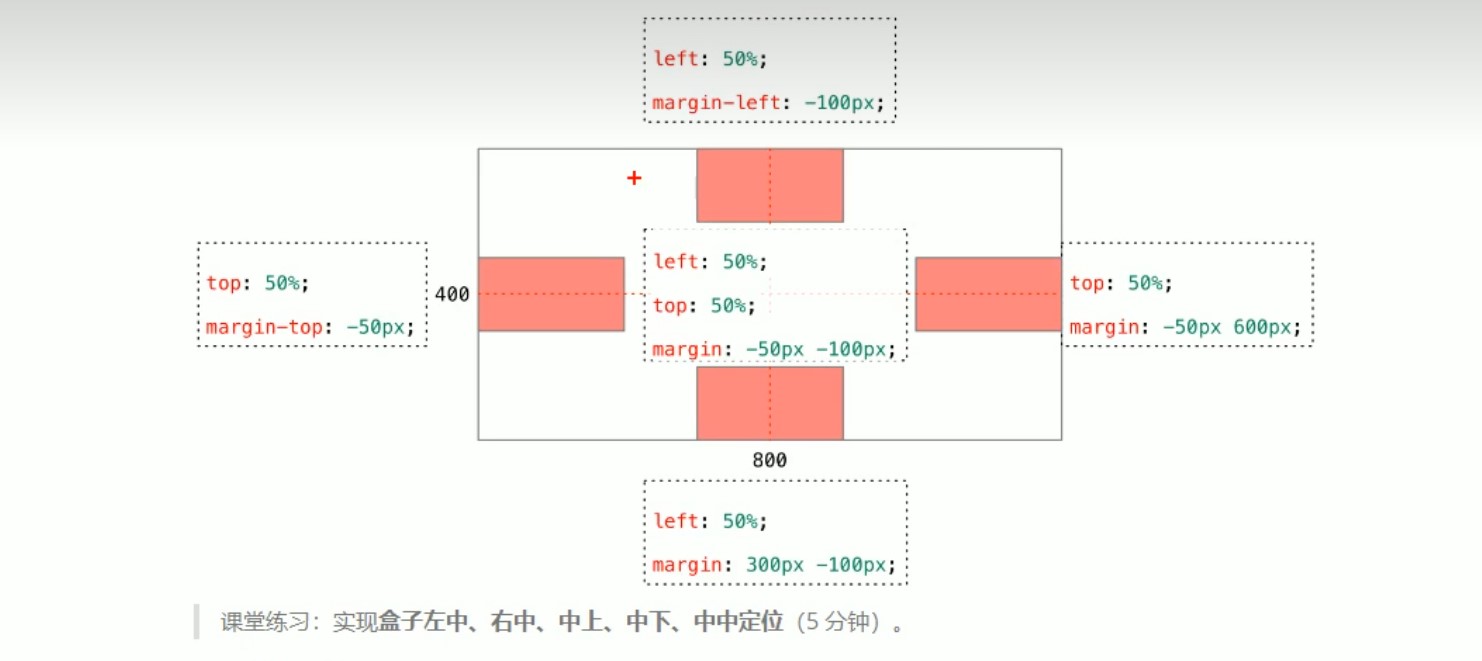 left: 50%;
margin-left: -100px;
+
left: 50%;
top: 50%;
margin: -50px -100px;
top: 50%;
margin-top: -50px;
400
top: 50%;
margin: -50px 600px;
800
left: 50%;
margin: 300px -100px;
课堂练习：实现盒子左中、右中、中上、中下、中中定位（5 分钟）。